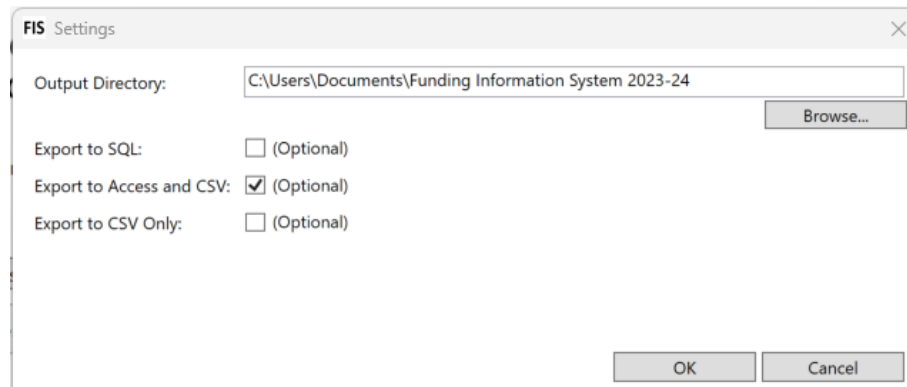 FIS Settings
Output Directory: C:\Users\Documents\Funding Information System 2023-24
Browse...
Export to SQL: (Optional)
Export to Access and CSV: (Optional)
Export to CSV Only: (Optional)
OK Cancel